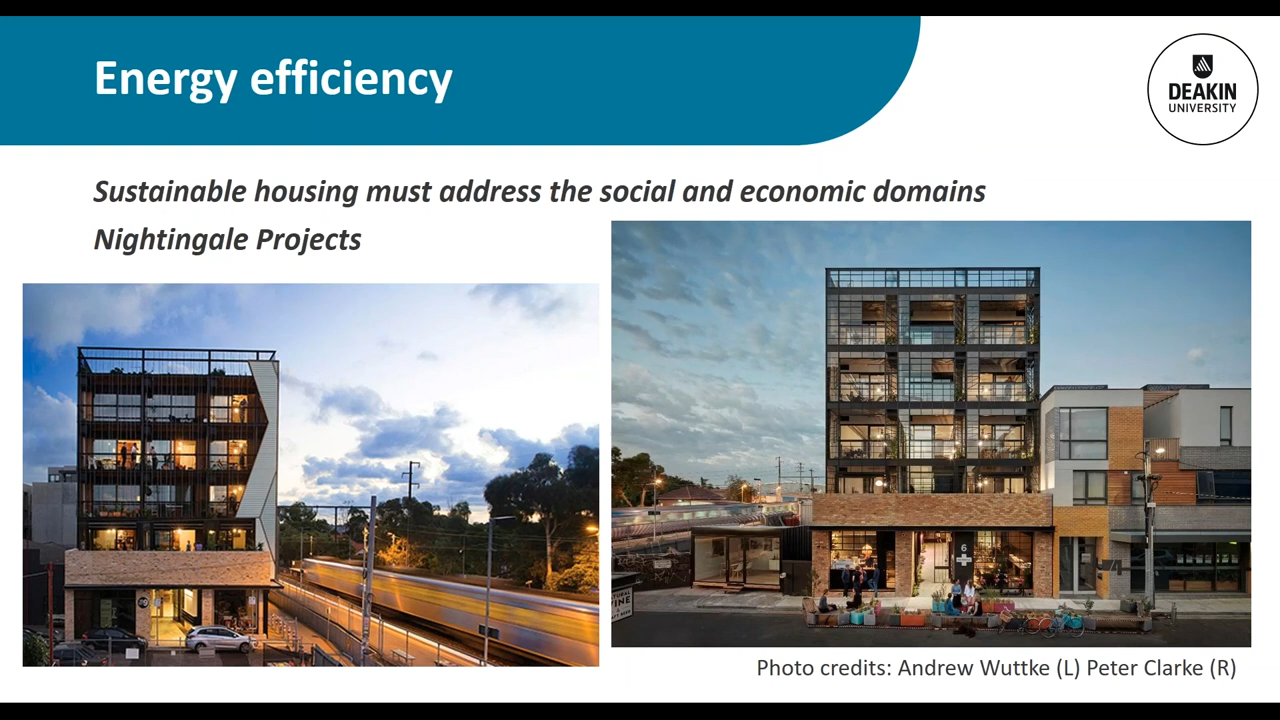 Energy efficiency
DEAKIN
UNIVERSITY
Sustainable housing must address the social and economic domains
Nightingale Projects
6
Photo credits: Andrew Wuttke (L) Peter Clarke (R)